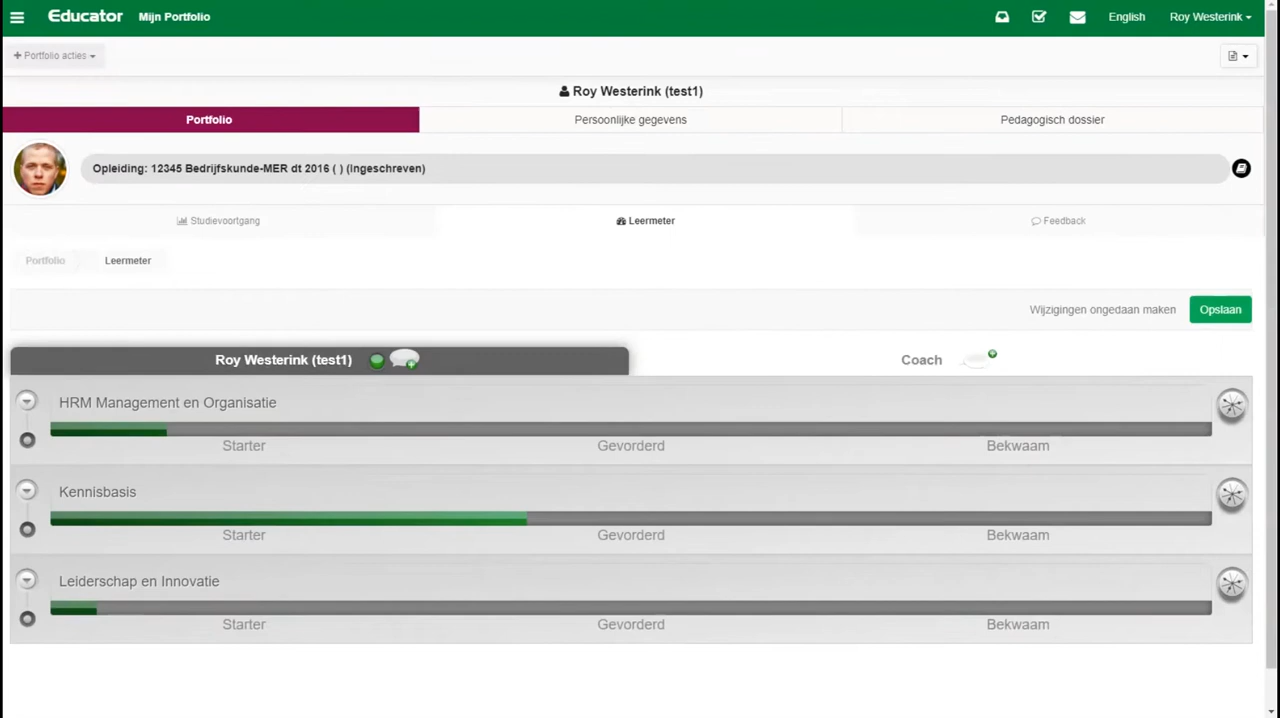 Educator Mijn Portfolio English Roy Westerink
+ Portfolio acties
Roy Westerink (test1)
Portfolio Persoonlijke gegevens Pedagogisch dossier
Opleiding: 12345 Bedrijfskunde-MER dt 2016 ( ) (Ingeschreven)
Studievoortgang Leermeter Feedback
Portfolio Leermeter
Wijzigingen ongedaan maken Opslaan
Roy Westerink (test1) Coach
HRM Management en Organisatie
Starter Gevorderd Bekwaam
Kennisbasis
Starter Gevorderd Bekwaam
Leiderschap en Innovatie
Starter Gevorderd Bekwaam